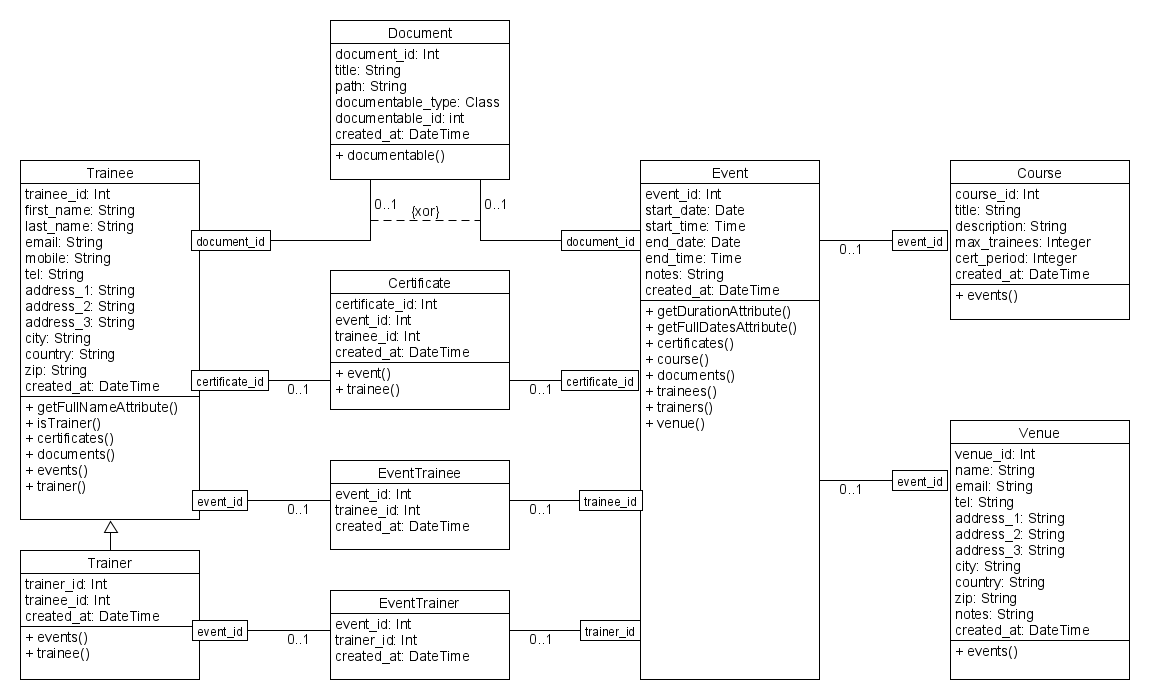 Document
document_id: Int
title: String
path: String
documentable_type: Class
documentable_id: int
created_at: DateTime
+ documentable()
0..1
{xor}
0..1
Trainee
trainee_id: Int
first_name: String
last_name: String
email: String
mobile: String
tel: String
address_1: String
address_2: String
address_3: String
city: String
country: String
zip: String
created_at: DateTime
+ getFullNameAttribute()
+ isTrainer()
+ certificates()
+ documents()
+ events()
+ trainer()
document_id
certificate_id
event_id
Trainer
trainer_id: Int
trainee_id: Int
created_at: DateTime
+ events()
+ trainee()
event_id
Certificate
certificate_id: Int
event_id: Int
trainee_id: Int
created_at: DateTime
+ event()
+ trainee()
0..1
0..1
EventTrainee
event_id: Int
trainee_id: Int
created_at: DateTime
0..1
0..1
EventTrainer
event_id: Int
trainer_id: Int
created_at: DateTime
0..1
0..1
document_id
certificate_id
trainee_id
trainer_id
Event
event_id: Int
start_date: Date
start_time: Time
end_date: Date
end_time: Time
notes: String
created_at: DateTime
+ getDurationAttribute()
+ getFullDatesAttribute()
+ certificates()
+ course()
+ documents()
+ trainees()
+ trainers()
+ venue()
0..1
event_id
Course
course_id: Int
title: String
description: String
max_trainees: Integer
cert_period: Integer
created_at: DateTime
+ events()
0..1
event_id
Venue
venue_id: Int
name: String
email: String
tel: String
address_1: String
address_2: String
address_3: String
city: String
country: String
zip: String
notes: String
created_at: DateTime
+ events()